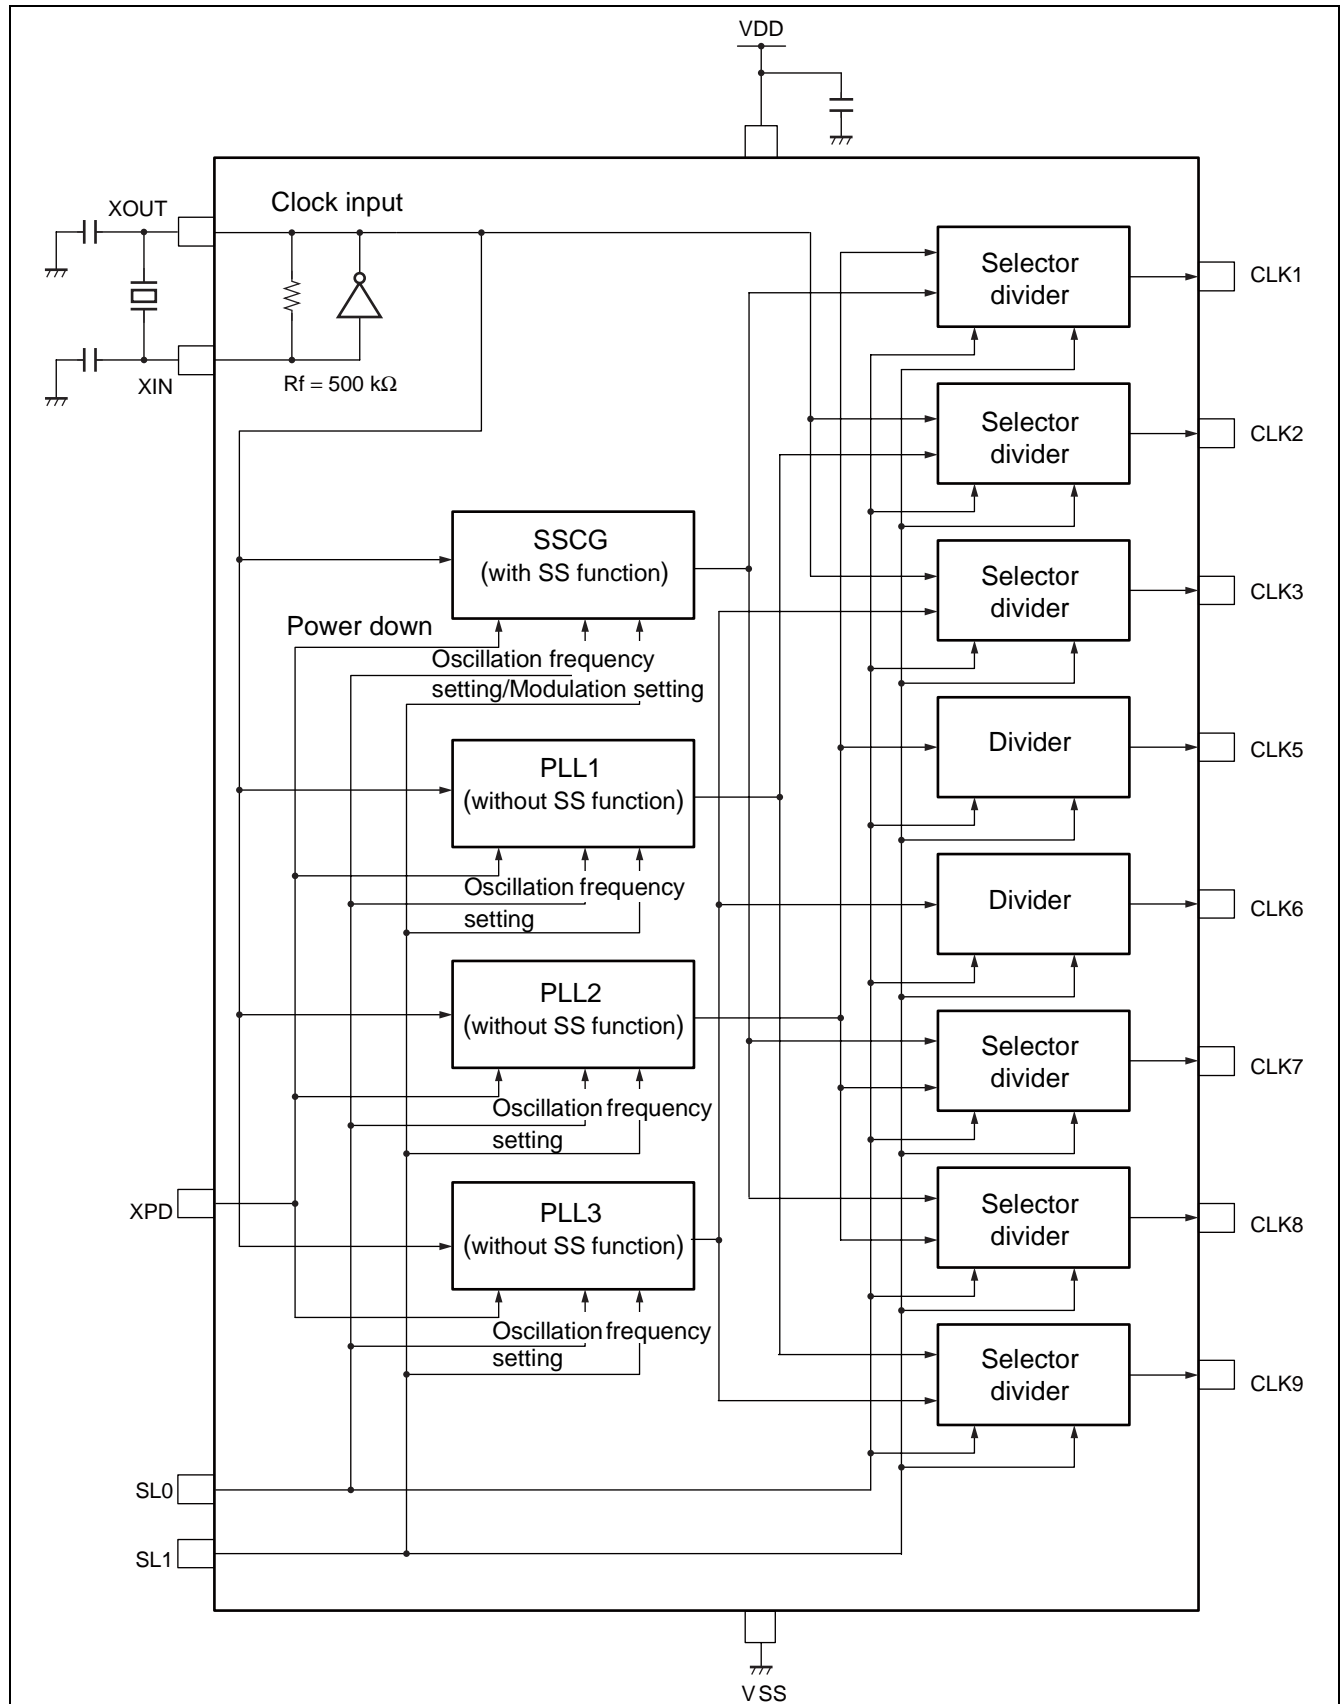 VDD
XOUT
Clock input
XIN
Rf = 500 kΩ
Selector
divider
CLK1
Selector
divider
CLK2
SSCG
(with SS function)
Selector
divider
CLK3
Power down
Oscillation frequency
setting/Modulation setting
PLL1
(without SS function)
Divider
CLK5
Oscillation frequency
setting
Divider
CLK6
PLL2
(without SS function)
Selector
divider
CLK7
Oscillation frequency
setting
XPD
PLL3
(without SS function)
Selector
divider
CLK8
Oscillation frequency
setting
Selector
divider
CLK9
SL0
SL1
VSS